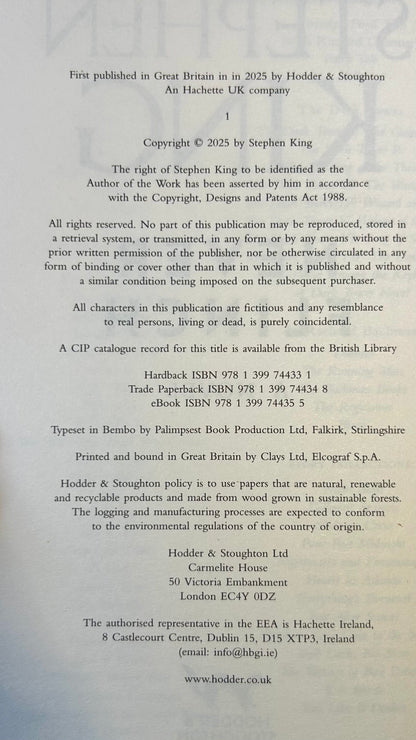 First published in Great Britain in in 2025 by Hodder & Stoughton
An Hachette UK company
1
Copyright © 2025 by Stephen King
The right of Stephen King to be identified as the
Author of the Work has been asserted by him in accordance
with the Copyright, Designs and Patents Act 1988.
All rights reserved. No part of this publication may be reproduced, stored in
a retrieval system, or transmitted, in any form or by any means without the
prior written permission of the publisher, nor be otherwise circulated in any
form of binding or cover other than that in which it is published and without
a similar condition being imposed on the subsequent purchaser.
All characters in this publication are fictitious and any resemblance
to real persons, living or dead, is purely coincidental.
A CIP catalogue record for this title is available from the British Library
Hardback ISBN 978 1 399 74433 1
Trade Paperback ISBN 978 1 399 74434 8
eBook ISBN 978 1 399 74435 5
Typeset in Bembo by Palimpsest Book Production Ltd, Falkirk, Stirlingshire
Printed and bound in Great Britain by Clays Ltd, Elcograf S.p.A.
Hodder & Stoughton policy is to use papers that are natural, renewable
and recyclable products and made from wood grown in sustainable forests.
The logging and manufacturing processes are expected to conform
to the environmental regulations of the country of origin.
Hodder & Stoughton Ltd
Carmelite House
50 Victoria Embankment
London EC4Y 0DZ
The authorised representative in the EEA is Hachette Ireland,
8 Castlecourt Centre, Dublin 15, D15 XTP3, Ireland
(email: info@hbgi.ie)
www.hodder.co.uk